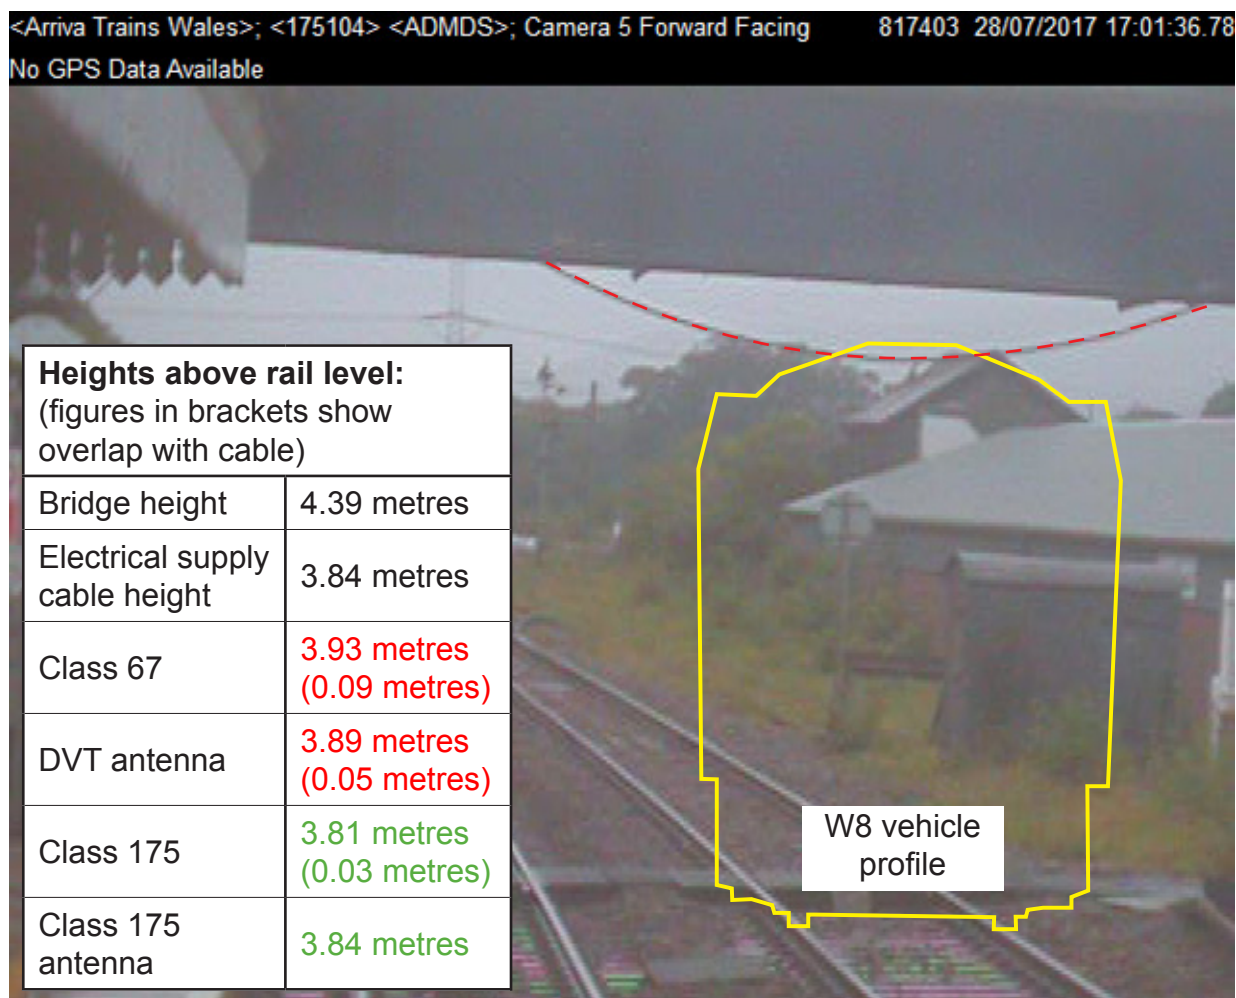 <Arriva Trains Wales>; <175104> <ADMDS>; Camera 5 Forward Facing 817403 28/07/2017 17:01:36.78
No GPS Data Available
Heights above rail level:
(figures in brackets show
overlap with cable)
Bridge height 4.39 metres
Electrical supply
cable height 3.84 metres
Class 67 3.93 metres
(0.09 metres)
DVT antenna 3.89 metres
(0.05 metres)
Class 175 3.81 metres
(0.03 metres)
Class 175
antenna 3.84 metres
W8 vehicle
profile